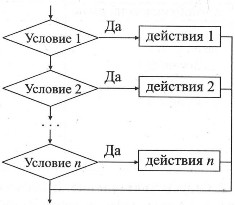 Да
Условие 1 действия 1
Да
Условие 2 действия 2
...
Да
Условие n действия n